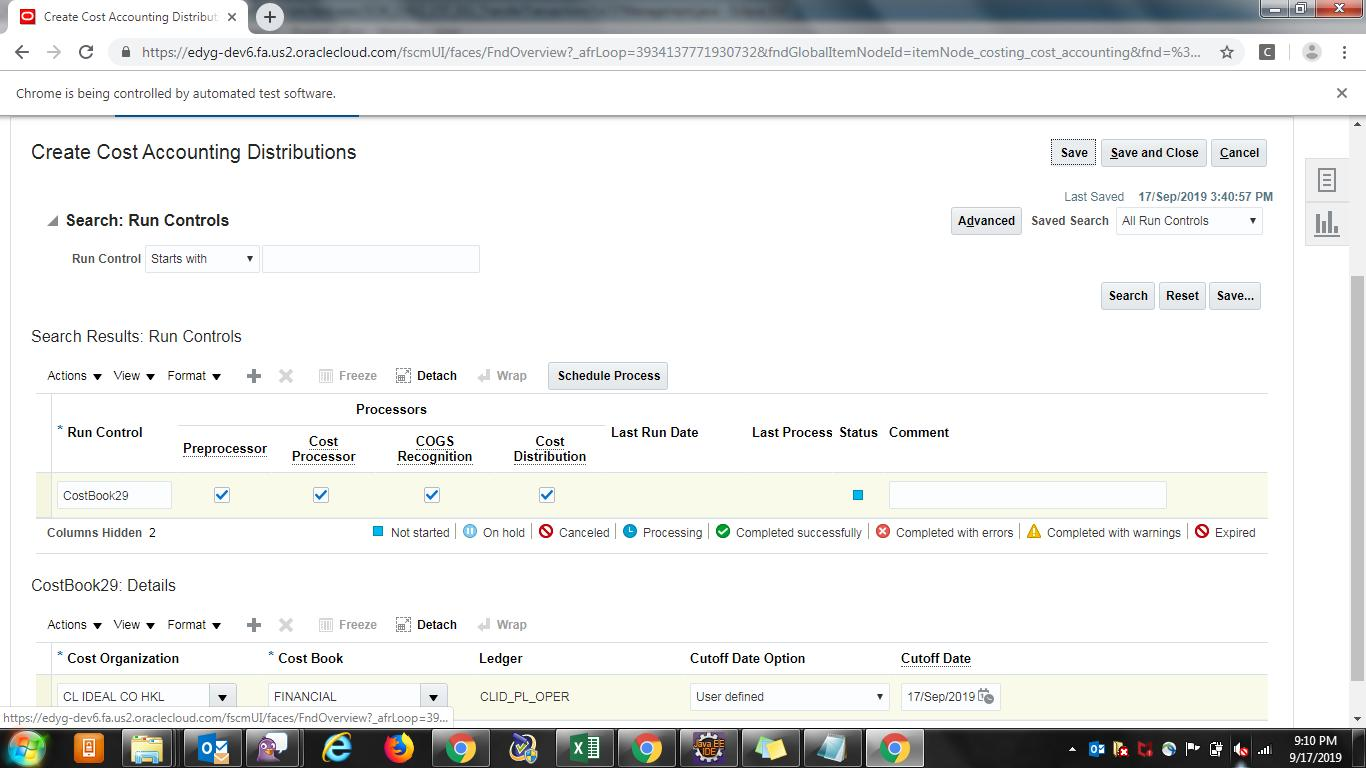 Create Cost Accounting Distribut
https://edyg-dev6.fa.us2.oraclecloud.com/fscmUI/faces/FndOverview?_afrLoop=3934137771930732&fndGlobalItemNodeId=itemNode_costing_cost_accounting&fnd=%3...
C
Chrome is being controlled by automated test software.
Create Cost Accounting Distributions
Save Save and Close Cancel
Last Saved 17/Sep/2019 3:40:57 PM
Search: Run Controls
Advanced Saved Search All Run Controls
Run Control Starts with
Search Reset Save...
Search Results: Run Controls
Actions View Format Freeze Detach Wrap Schedule Process
Processors
* Run Control Preprocessor Cost Processor COGS Recognition Cost Distribution Last Run Date Last Process Status Comment
CostBook29
Columns Hidden 2 Not started On hold Canceled Processing Completed successfully Completed with errors Completed with warnings Expired
CostBook29: Details
Actions View Format Freeze Detach Wrap
* Cost Organization * Cost Book Ledger Cutoff Date Option Cutoff Date
CL IDEAL CO HKL FINANCIAL CLID_PL_OPER User defined 17/Sep/2019
https://edyg-dev6.fa.us2.oraclecloud.com/fscmUI/faces/FndOverview?_afrLoop=39...
Java EE IDE
9:10 PM
9/17/2019